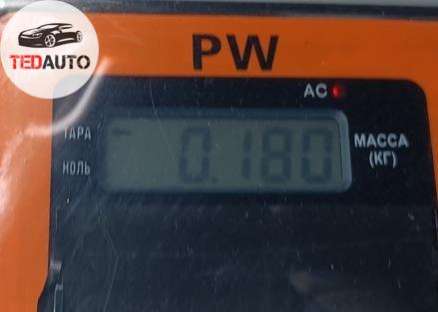 TEDAUTO
PW
AC
ТАРА
НОЛЬ
0.180
МАССА
(КГ)